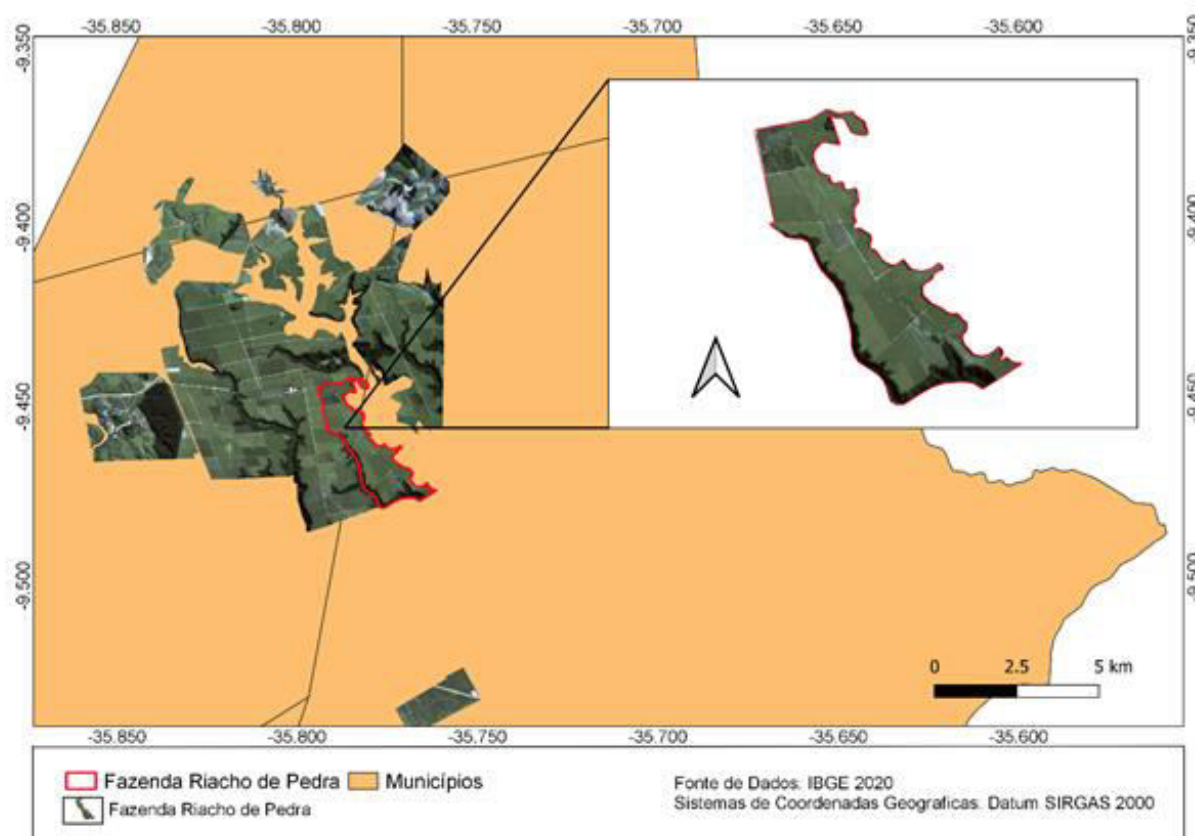 -35.850 -35.800 -35.750 -35.700 -35.650 -35.600
-9.350 -9.350
-9.400 -9.400
-9.450 -9.450
-9.500 -9.500
0 2.5 5 km
-35.850 -35.800 -35.750 -35.700 -35.650 -35.600
Fazenda Riacho de Pedra Municípios
Fazenda Riacho de Pedra
Fonte de Dados: IBGE 2020
Sistemas de Coordenadas Geograficas. Datum SIRGAS 2000